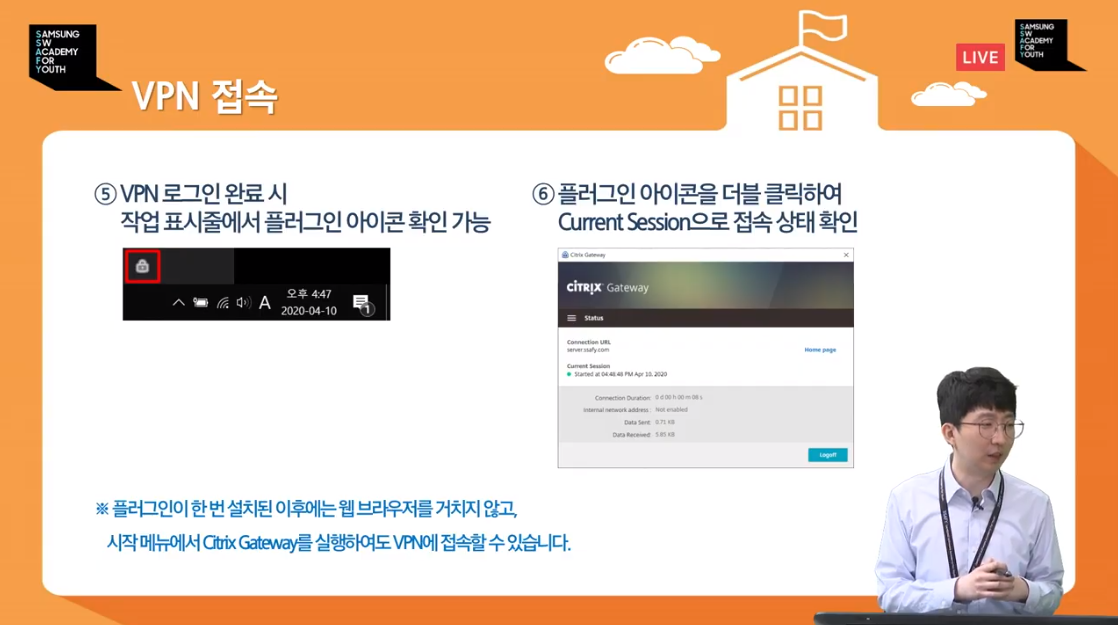 SAMSUNG
SW
ACADEMY
FOR
YOUTH
VPN 접속
LIVE
SAMSUNG
SW
ACADEMY
FOR
YOUTH
⑤ VPN 로그인 완료 시
작업 표시줄에서 플러그인 아이콘 확인 가능
A
오후 4:47
2020-04-10
1
⑥ 플러그인 아이콘을 더블 클릭하여
Current Session으로 접속 상태 확인
Citrix Gateway
CİTRIX Gateway
Status
Connection URL
server.ssafy.com
Home page
Current Session
Started at 04:48:48 PM Apr 10, 2020
Connection Duration: 0 d 00 h 00 m 08 s
Internal network address: Not enabled
Data Sent: 0.71 KB
Data Received: 5.85 KB
Logoff
※ 플러그인이 한 번 설치된 이후에는 웹 브라우저를 거치지 않고,
시작 메뉴에서 Citrix Gateway를 실행하여도 VPN에 접속할 수 있습니다.